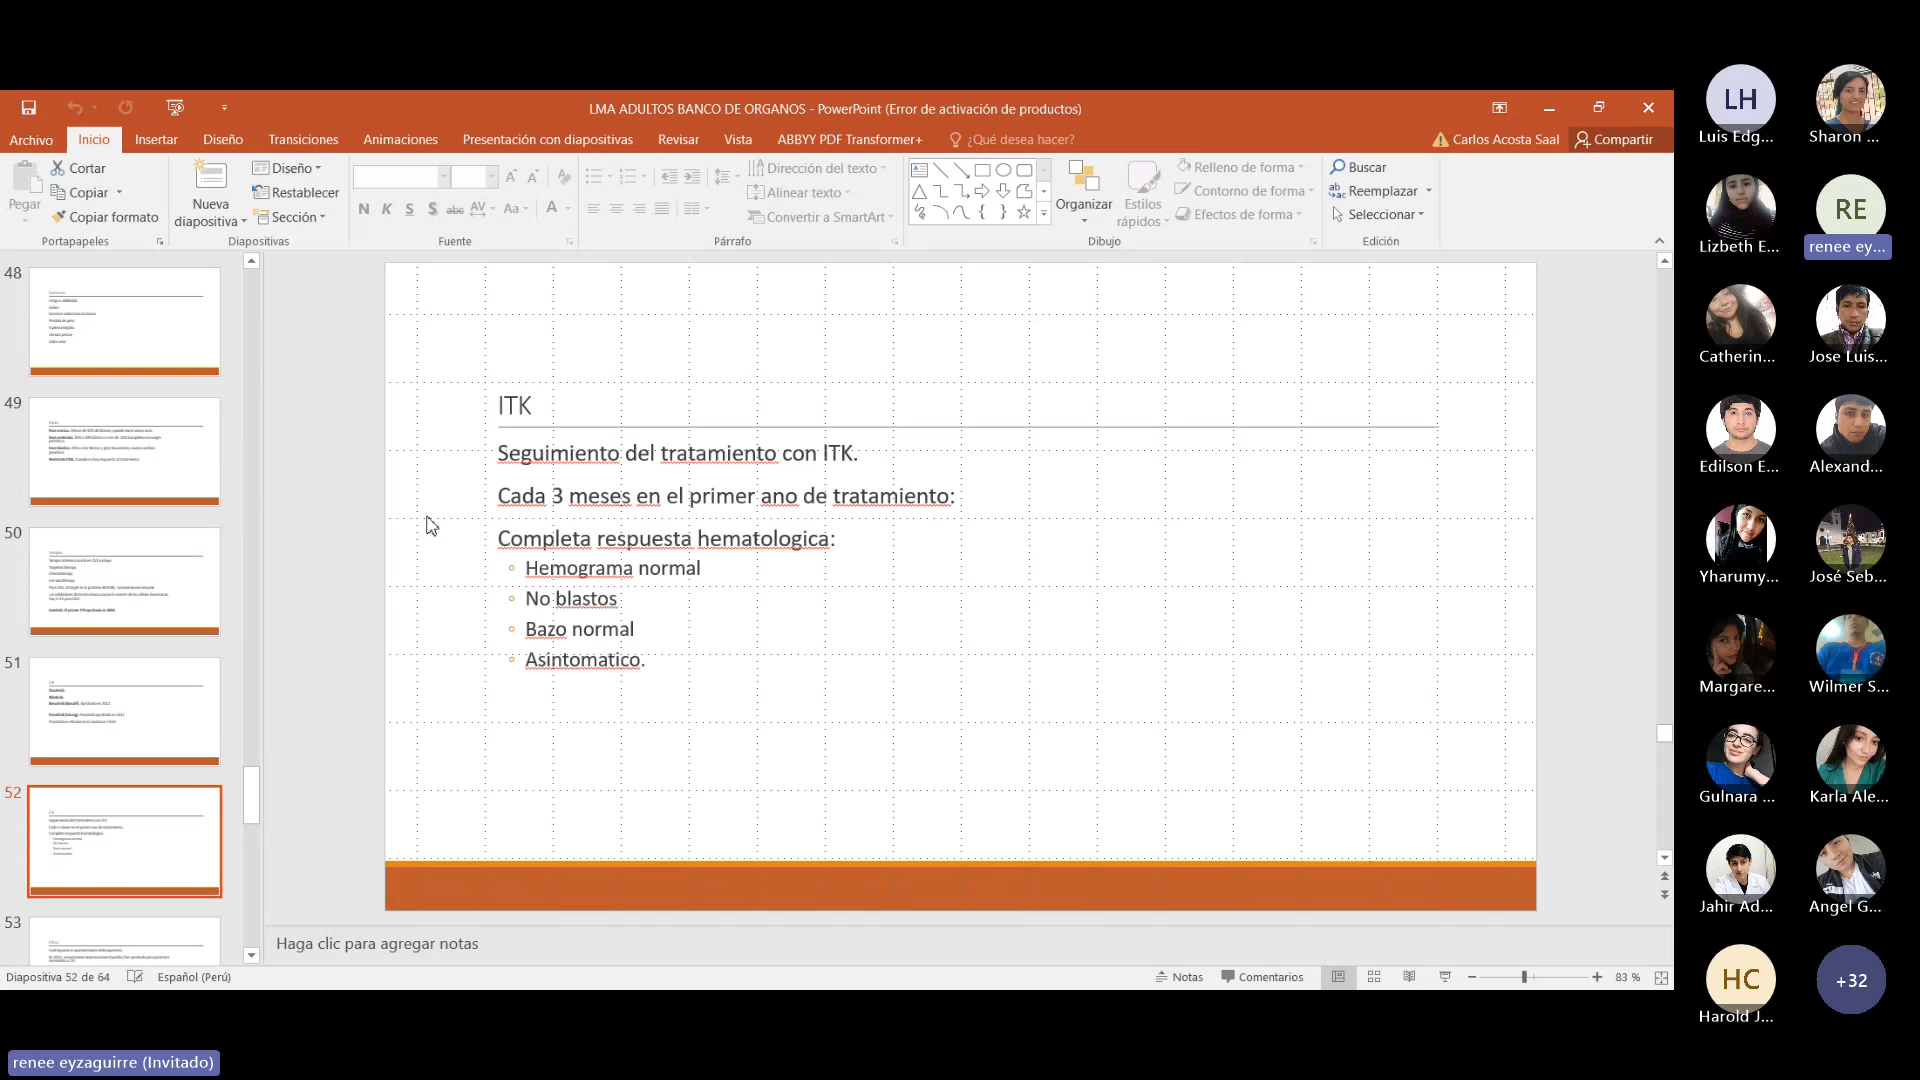 LMA ADULTOS BANCO DE ORGANOS - PowerPoint (Error de activación de productos)
Archivo
Inicio
Insertar
Diseño
Transiciones
Animaciones
Presentación con diapositivas
Revisar
Vista
ABBYY PDF Transformer+
¿Qué desea hacer?
Carlos Acosta Saal
Compartir
Pegar
Cortar
Copiar
Copiar formato
Portapapeles
Nueva diapositiva
Diseño
Restablecer
Sección
Diapositivas
N K S S abc AV Aa A
Fuente
Dirección del texto
Alinear texto
Convertir a SmartArt
Párrafo
Organizar
Estilos rápidos
Relleno de forma
Contorno de forma
Efectos de forma
Dibujo
Buscar
Reemplazar
Seleccionar
Edición
48
49
50
51
52
53
ITK
Seguimiento del tratamiento con ITK.
Cada 3 meses en el primer ano de tratamiento:
Completa respuesta hematologica:
Hemograma normal
No blastos
Bazo normal
Asintomatico.
Haga clic para agregar notas
Diapositiva 52 de 64
Español (Perú)
Notas
Comentarios
83 %
LH
Luis Edg...
Sharon ...
Lizbeth E...
RE
renee ey...
Catherin...
Jose Luis...
Edilson E...
Alexand...
Yharumy...
José Seb...
Margare...
Wilmer S...
Gulnara ...
Karla Ale...
Jahir Ad...
Angel G...
HC
Harold J...
+32
renee eyzaguirre (Invitado)